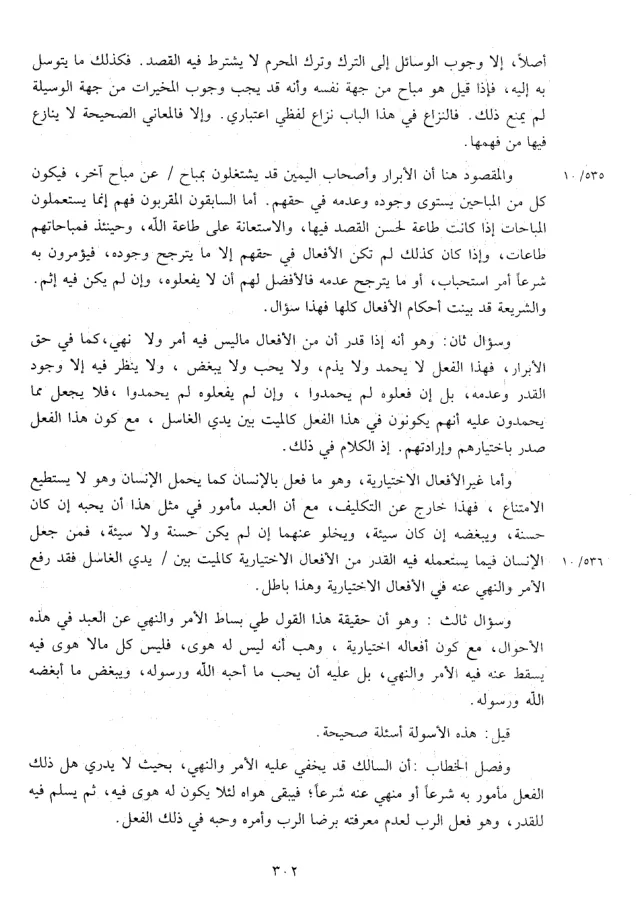 أصلاً، إلا وجوب الوسائل إلى الترك وترك المحرم لا يشترط فيه القصد. فكذلك ما يتوسل
به إليه، فإذا قيل هو مباح من جهة نفسه وأنه قد يجب وجوب المخيرات من جهة الوسيلة
لم يمنع ذلك. فالنزاع في هذا الباب نزاع لفظي اعتباري. وإلا فالمعاني الصحيحة لا ينازع
فيها من فهمها.
١٠/٥٣٥ والمقصود هنا أن الأبرار وأصحاب اليمين قد يشتغلون بمباح / عن مباح آخر، فيكون
كل من المباحين يستوى وجوده وعدمه في حقهم. أما السابقون المقربون فهم إنما يستعملون
المباحات إذا كانت طاعة لحسن القصد فيها، والاستعانة على طاعة الله، وحينئذ فمباحاتهم
طاعات، وإذا كان كذلك لم تكن الأفعال في حقهم إلا ما يترجح وجوده، فيؤمرون به
شرعاً أمر استحباب، أو ما يترجح عدمه فالأفضل لهم أن لا يفعلوه، وإن لم يكن فيه إثم.
والشريعة قد بينت أحكام الأفعال كلها فهذا سؤال.
وسؤال ثان: وهو أنه إذا قدر أن من الأفعال ماليس فيه أمر ولا نهي،كما في حق
الأبرار، فهذا الفعل لا يحمد ولا يذم، ولا يحب ولا يبغض ، ولا ينظر فيه إلا وجود
القدر وعدمه، بل إن فعلوه لم يحمدوا ، وإن لم يفعلوه لم يحمدوا ،فلا يجعل مما
يحمدون عليه أنهم يكونون في هذا الفعل كالميت بين يدي الغاسل ، مع كون هذا الفعل
صدر باختيارهم وإرادتهم. إذ الكلام في ذلك.
وأما غيرالأفعال الاختيارية، وهو ما فعل بالإنسان كما يحمل الإنسان وهو لا يستطيع
الامتناع ، فهذا خارج عن التكليف، مع أن العبد مأمور في مثل هذا أن يحبه إن كان
حسنة، ويبغضه إن كان سيئة، ويخلو عنهما إن لم يكن حسنة ولا سيئة، فمن جعل
١٠/٥٣٦ الإنسان فيما يستعمله فيه القدر من الأفعال الاختيارية كالميت بين / يدي الغاسل فقد رفع
الأمر والنهي عنه في الأفعال الاختيارية وهذا باطل.
وسؤال ثالث : وهو أن حقيقة هذا القول طي بساط الأمر والنهي عن العبد في هذه
الأحوال، مع كون أفعاله اختيارية ، وهب أنه ليس له هوى، فليس كل مالا هوى فيه
يسقط عنه فيه الأمر والنهي، بل عليه أن يحب ما أحبه الله ورسوله، ويبغض ما أبغضه
الله ورسوله.
قيل: هذه الأسولة أسئلة صحيحة.
وفصل الخطاب :أن السالك قد يخفي عليه الأمر والنهي، بحيث لا يدري هل ذلك
الفعل مأمور به شرعاً أو منهي عنه شرعاً؛ فيبقى هواه لئلا يكون له هوى فيه، ثم يسلم فيه
للقدر، وهو فعل الرب لعدم معرفته برضا الرب وأمره وحبه في ذلك الفعل.
٣٠٢